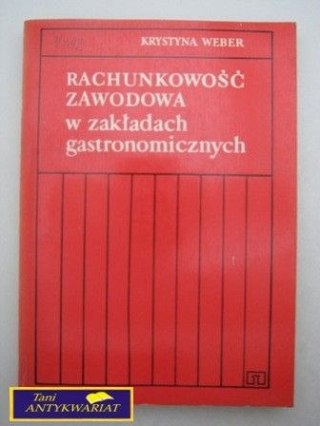 KRYSTYNA WEBER
RACHUNKOWOŚĆ
ZAWODOWA
w zakładach
gastronomicznych
Tani
ANTYKWARIAT